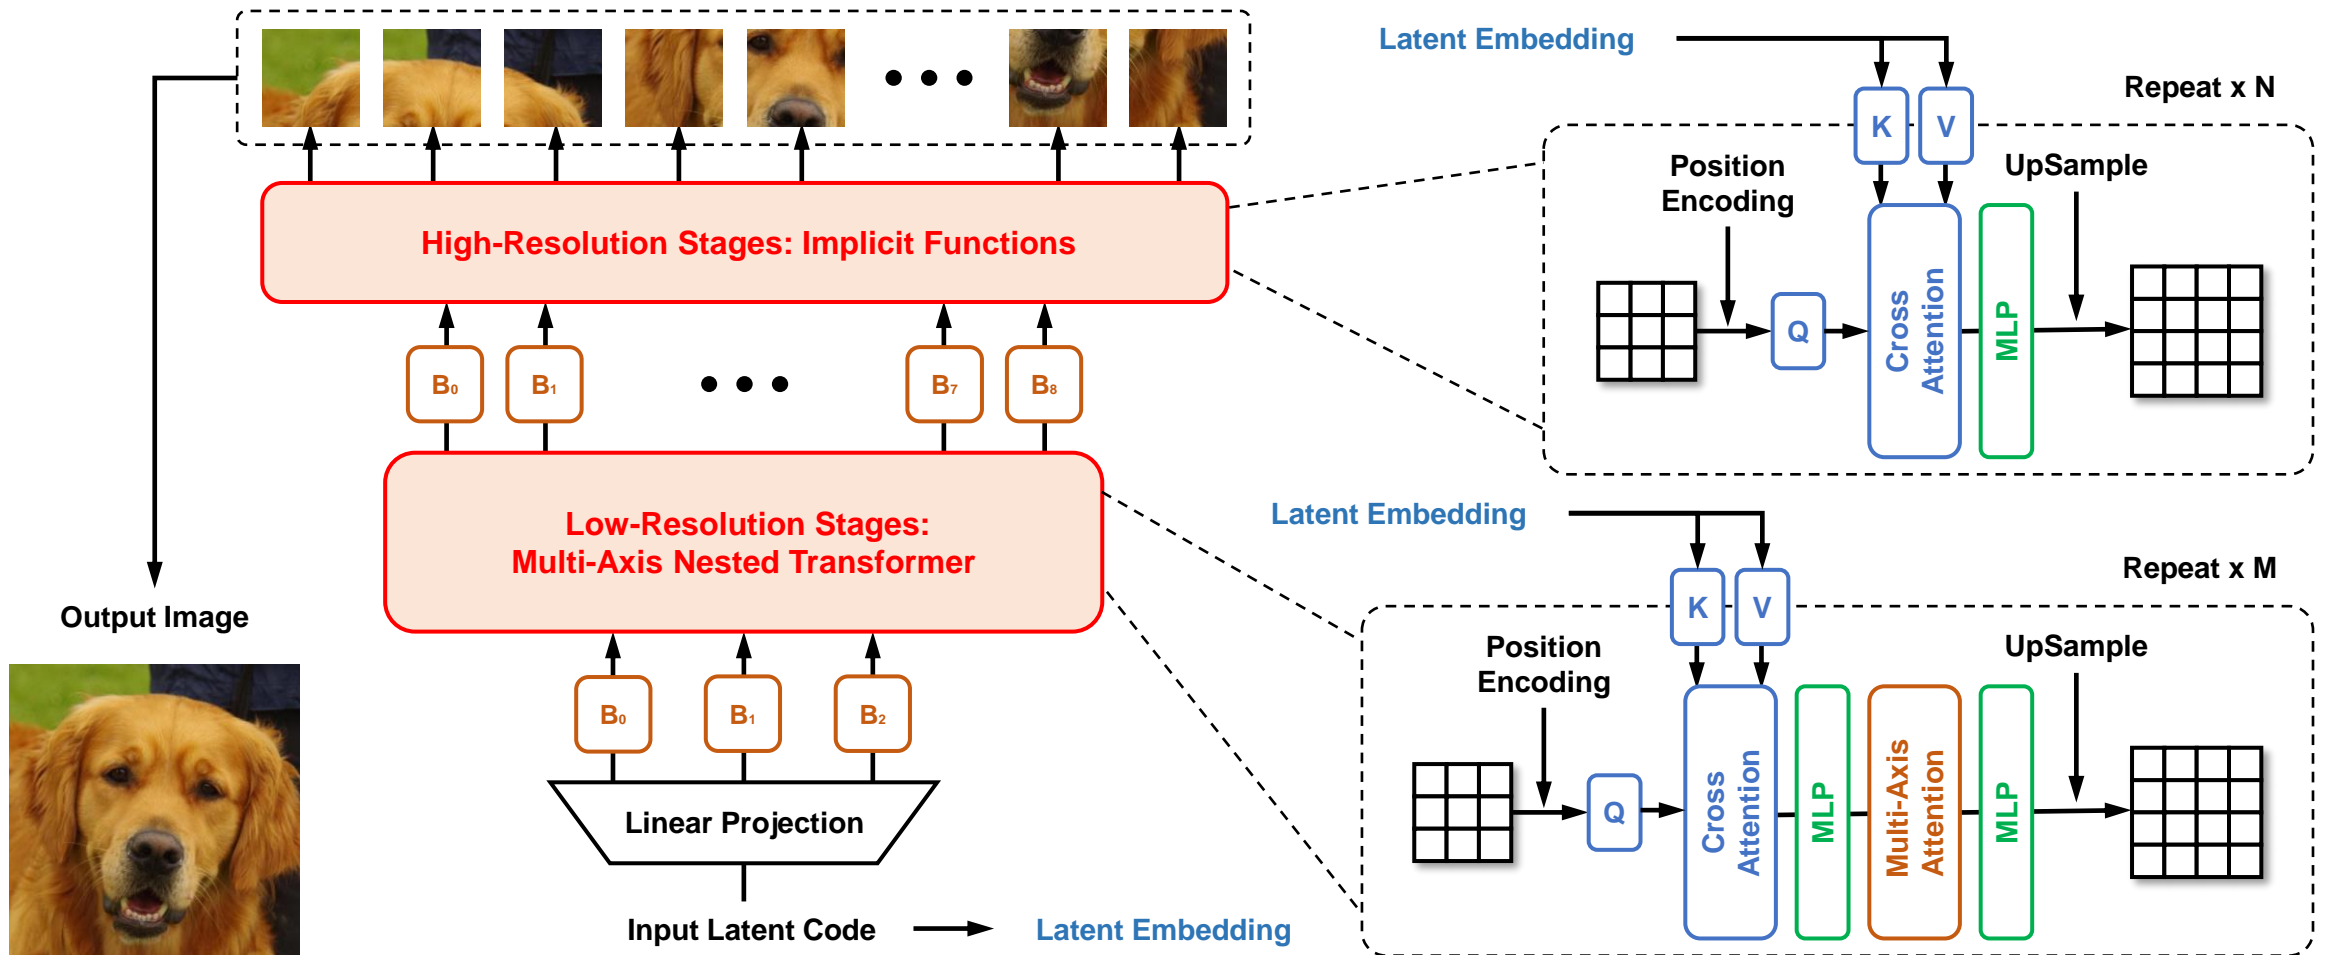 Latent Embedding
Repeat x N
K
V
Position
Encoding
UpSample
Q
Cross
Attention
MLP
High-Resolution Stages: Implicit Functions
B0
B1
B7
B8
Low-Resolution Stages:
Multi-Axis Nested Transformer
Latent Embedding
Repeat x M
K
V
Position
Encoding
UpSample
Q
Cross
Attention
MLP
Multi-Axis
Attention
MLP
Output Image
B0
B1
B2
Linear Projection
Input Latent Code
Latent Embedding